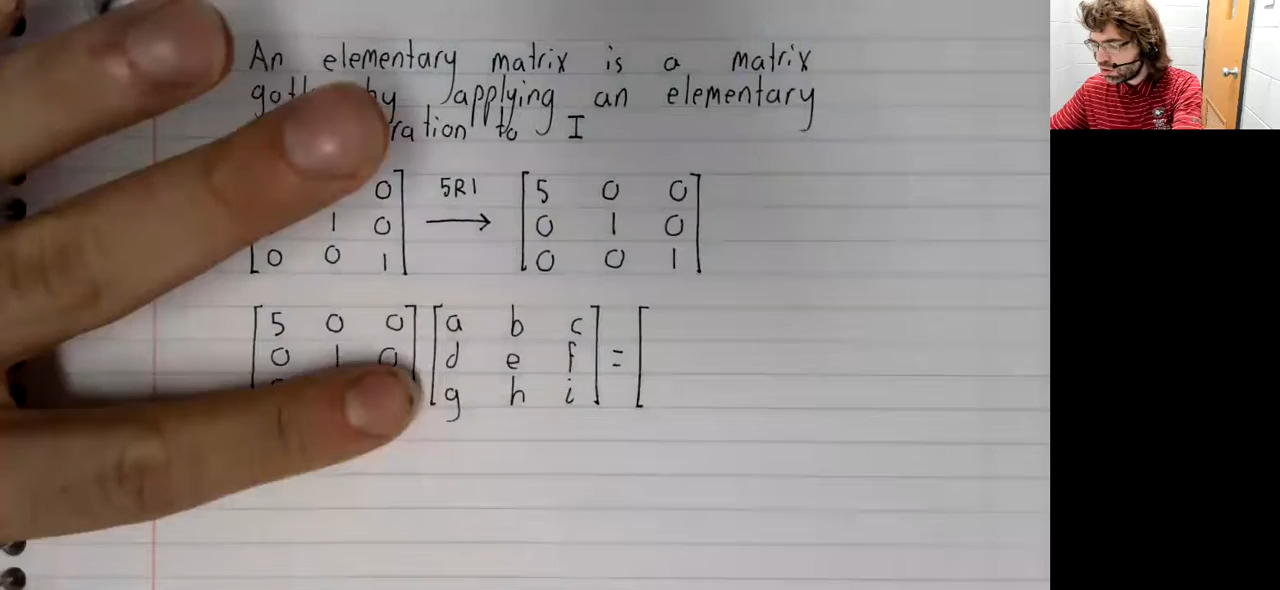 An elementary matrix is a matrix
by applying an elementary
to I
0 5R1 5 0 0
1 0 → 0 1 0
0 0 1 0 0 1
5 0 0 a b c
0 1 0 d e f = [
g h i